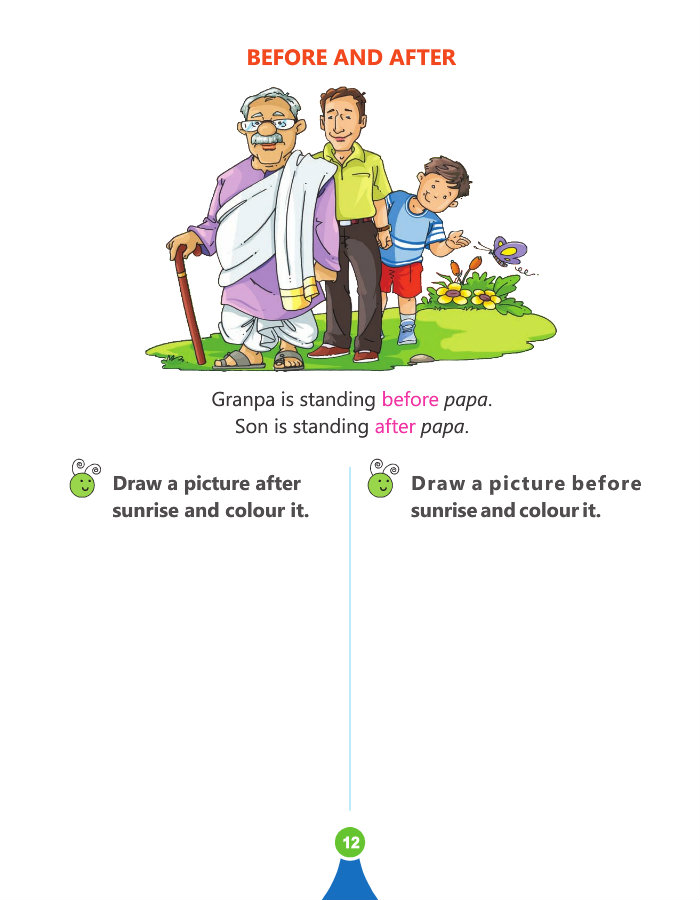 BEFORE AND AFTER
Granpa is standing before papa.
Son is standing after papa.
Draw a picture after
sunrise and colour it.
Draw a picture before
sunrise and colour it.
12